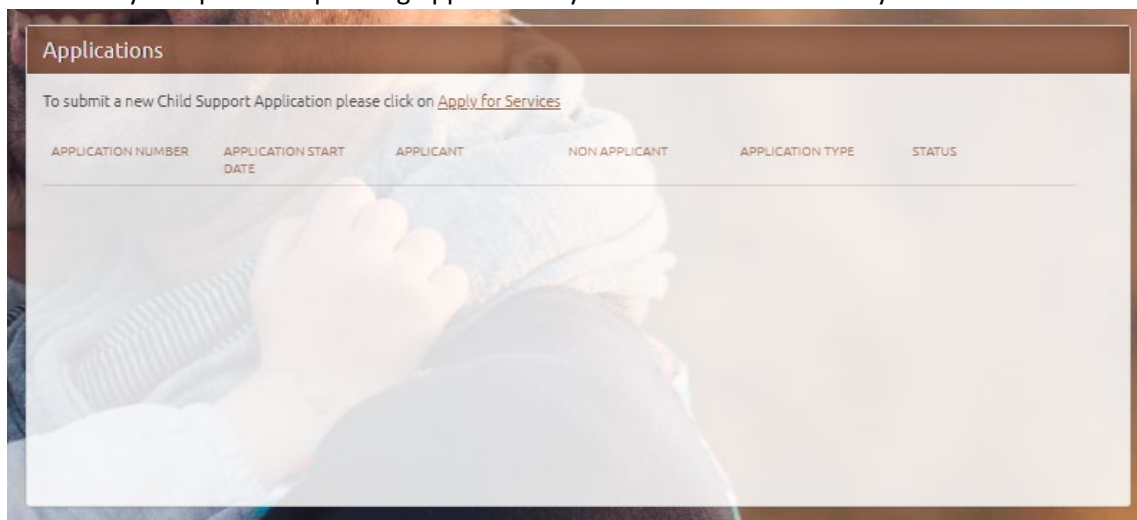 Applications
To submit a new Child Support Application please click on Apply for Services
APPLICATION NUMBER APPLICATION START DATE APPLICANT NON APPLICANT APPLICATION TYPE STATUS